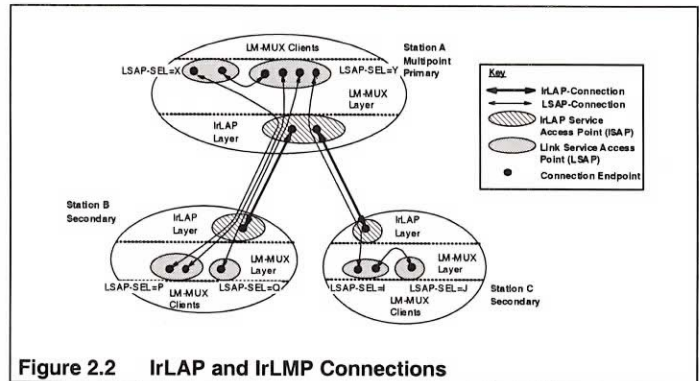 LM-MUX Clients
Station A
Multipoint
Primary
LSAP-SEL=X
LSAP-SEL=Y
LM-MUX
Layer
IrLAP
Layer
Key
IrLAP-Connection
LSAP-Connection
IrLAP Service
Access Point (ISAP)
Link Service Access
Point (LSAP)
Connection Endpoint
Station B
Secondary
IrLAP
Layer
LM-MUX
Layer
LSAP-SEL=P
LSAP-SEL=Q
LM-MUX
Clients
IrLAP
Layer
LM-MUX
Layer
LSAP-SEL=I
LSAP-SEL=J
LM-MUX
Clients
Station C
Secondary
Figure 2.2 IrLAP and IrLMP Connections